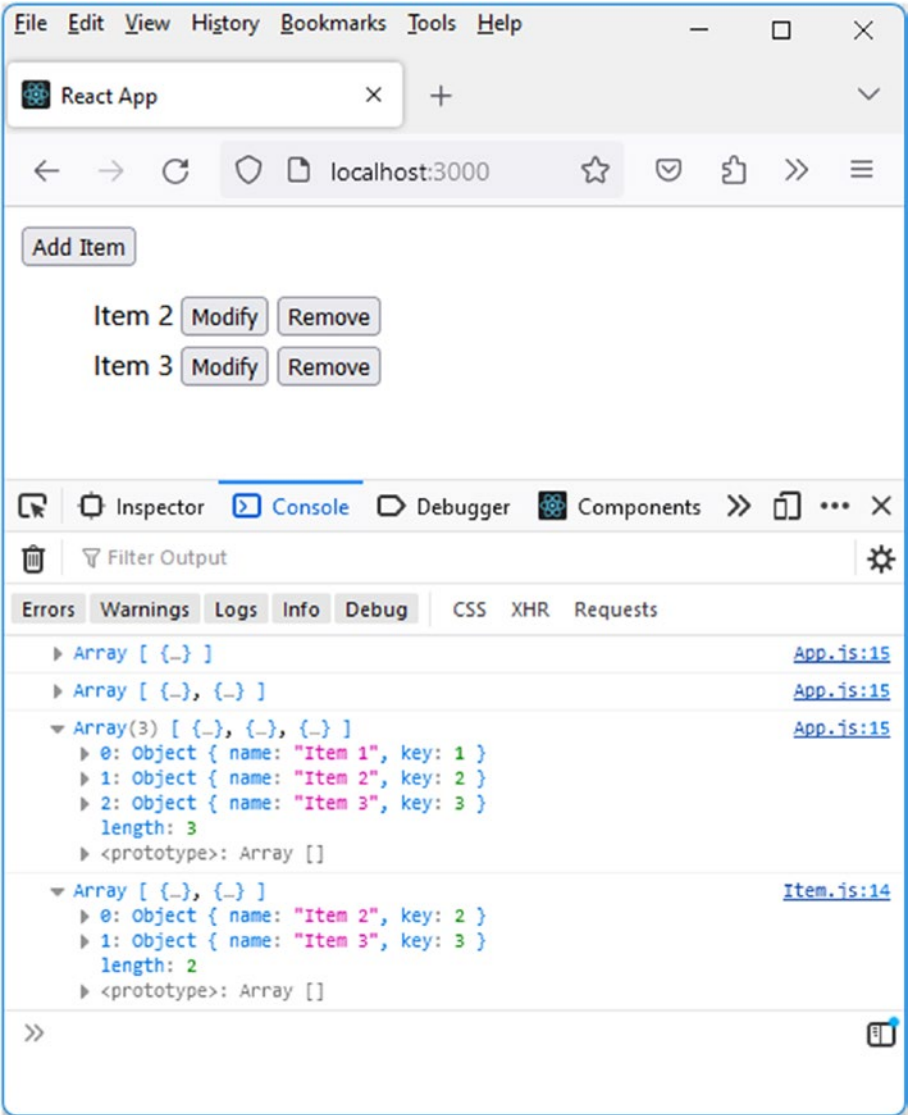 File Edit View History Bookmarks Tools Help
React App
localhost:3000
Add Item
Item 2 Modify Remove
Item 3 Modify Remove
Inspector Console Debugger Components
Filter Output
Errors Warnings Logs Info Debug CSS XHR Requests
Array [ {…} ] App.js:15
Array [ {…}, {…} ] App.js:15
Array(3) [ {…}, {…}, {…} ] App.js:15
0: Object { name: "Item 1", key: 1 }
1: Object { name: "Item 2", key: 2 }
2: Object { name: "Item 3", key: 3 }
length: 3
<prototype>: Array []
Array [ {…}, {…} ] Item.js:14
0: Object { name: "Item 2", key: 2 }
1: Object { name: "Item 3", key: 3 }
length: 2
<prototype>: Array []